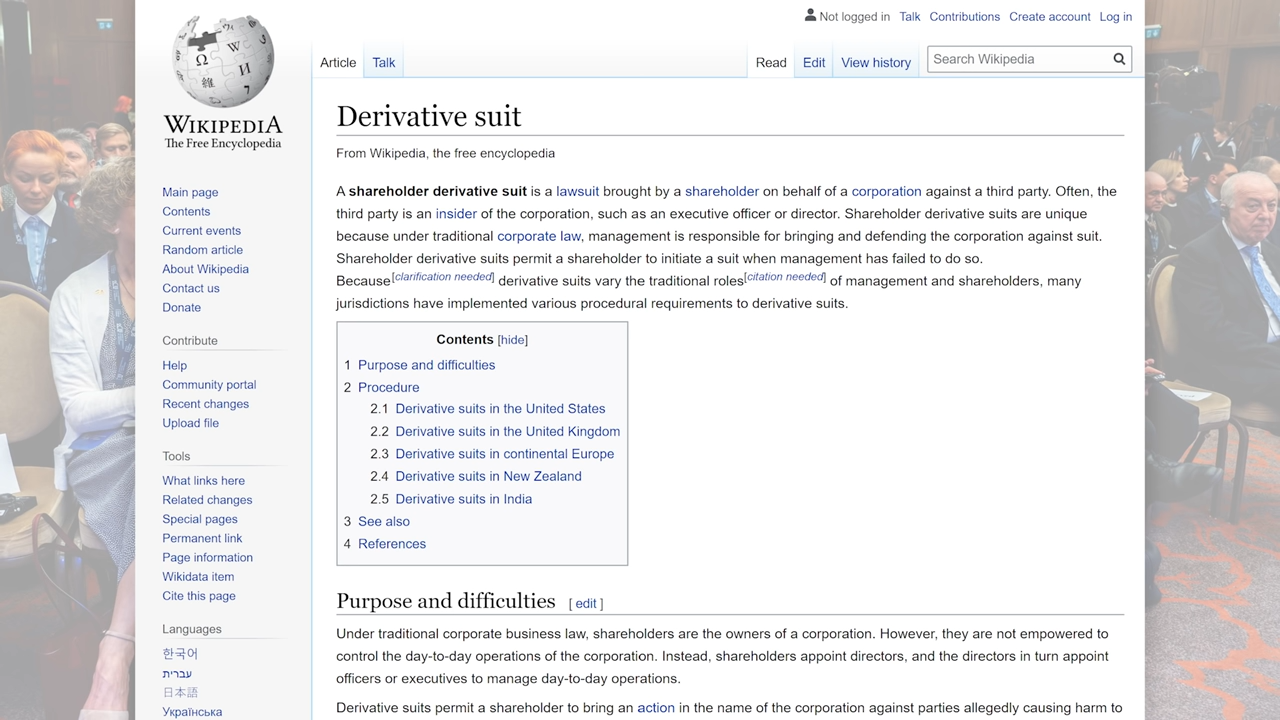 Not logged in Talk Contributions Create account Log in
Article Talk Read Edit View history Search Wikipedia
WIKIPEDIA
The Free Encyclopedia
Main page
Contents
Current events
Random article
About Wikipedia
Contact us
Donate
Contribute
Help
Community portal
Recent changes
Upload file
Tools
What links here
Related changes
Special pages
Permanent link
Page information
Wikidata item
Cite this page
Languages
한국어
עברית
日本語
Українська
Derivative suit
From Wikipedia, the free encyclopedia
A shareholder derivative suit is a lawsuit brought by a shareholder on behalf of a corporation against a third party. Often, the
third party is an insider of the corporation, such as an executive officer or director. Shareholder derivative suits are unique
because under traditional corporate law, management is responsible for bringing and defending the corporation against suit.
Shareholder derivative suits permit a shareholder to initiate a suit when management has failed to do so.
Because[clarification needed] derivative suits vary the traditional roles[citation needed] of management and shareholders, many
jurisdictions have implemented various procedural requirements to derivative suits.
Contents [hide]
1 Purpose and difficulties
2 Procedure
2.1 Derivative suits in the United States
2.2 Derivative suits in the United Kingdom
2.3 Derivative suits in continental Europe
2.4 Derivative suits in New Zealand
2.5 Derivative suits in India
3 See also
4 References
Purpose and difficulties [ edit ]
Under traditional corporate business law, shareholders are the owners of a corporation. However, they are not empowered to
control the day-to-day operations of the corporation. Instead, shareholders appoint directors, and the directors in turn appoint
officers or executives to manage day-to-day operations.
Derivative suits permit a shareholder to bring an action in the name of the corporation against parties allegedly causing harm to